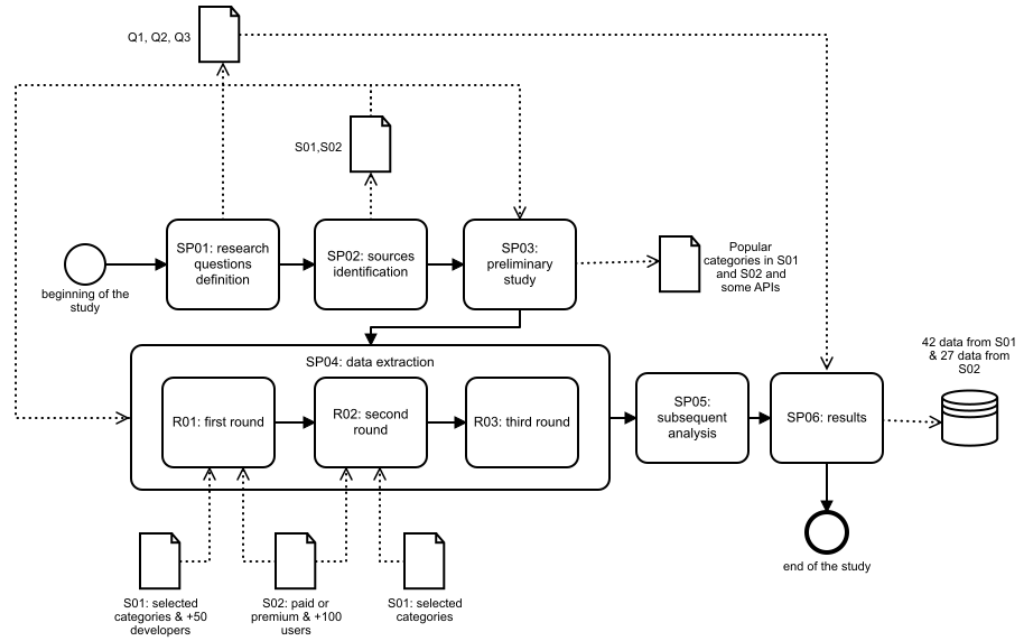 Q1, Q2, Q3
S01,S02
SP01: research
questions
definition
SP02: sources
identification
SP03:
preliminary
study
Popular
categories in S01
and S02 and
some APIs
beginning of the
study
SP04: data extraction
R01: first round
R02: second
round
R03: third round
SP05:
subsequent
analysis
SP06: results
42 data from S01
& 27 data from
S02
S01: selected
categories & +50
developers
S02: paid or
premium & +100
users
S01: selected
categories
end of the study